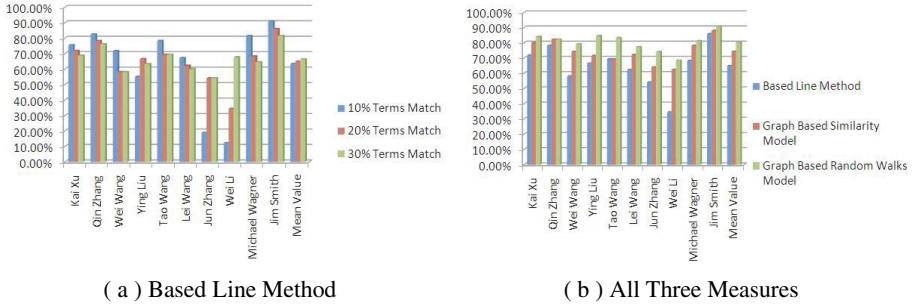 100.00%
90.00%
80.00%
70.00%
60.00%
50.00%
40.00%
30.00%
20.00%
10.00%
0.00%
Kai Xu
Qin Zhang
Wei Wang
Ying Liu
Tao Wang
Lei Wang
Jun Zhang
Wei Li
Michael Wagner
Jim Smith
Mean Value
10% Terms Match
20% Terms Match
30% Terms Match
( a ) Based Line Method
100.00%
90.00%
80.00%
70.00%
60.00%
50.00%
40.00%
30.00%
20.00%
10.00%
0.00%
Kai Xu
Qin Zhang
Wei Wang
Ying Liu
Tao Wang
Lei Wang
Jun Zhang
Wei Li
Michael Wagner
Jim Smith
Mean Value
Based Line Method
Graph Based Similarity
Model
Graph Based Random Walks
Model
( b ) All Three Measures